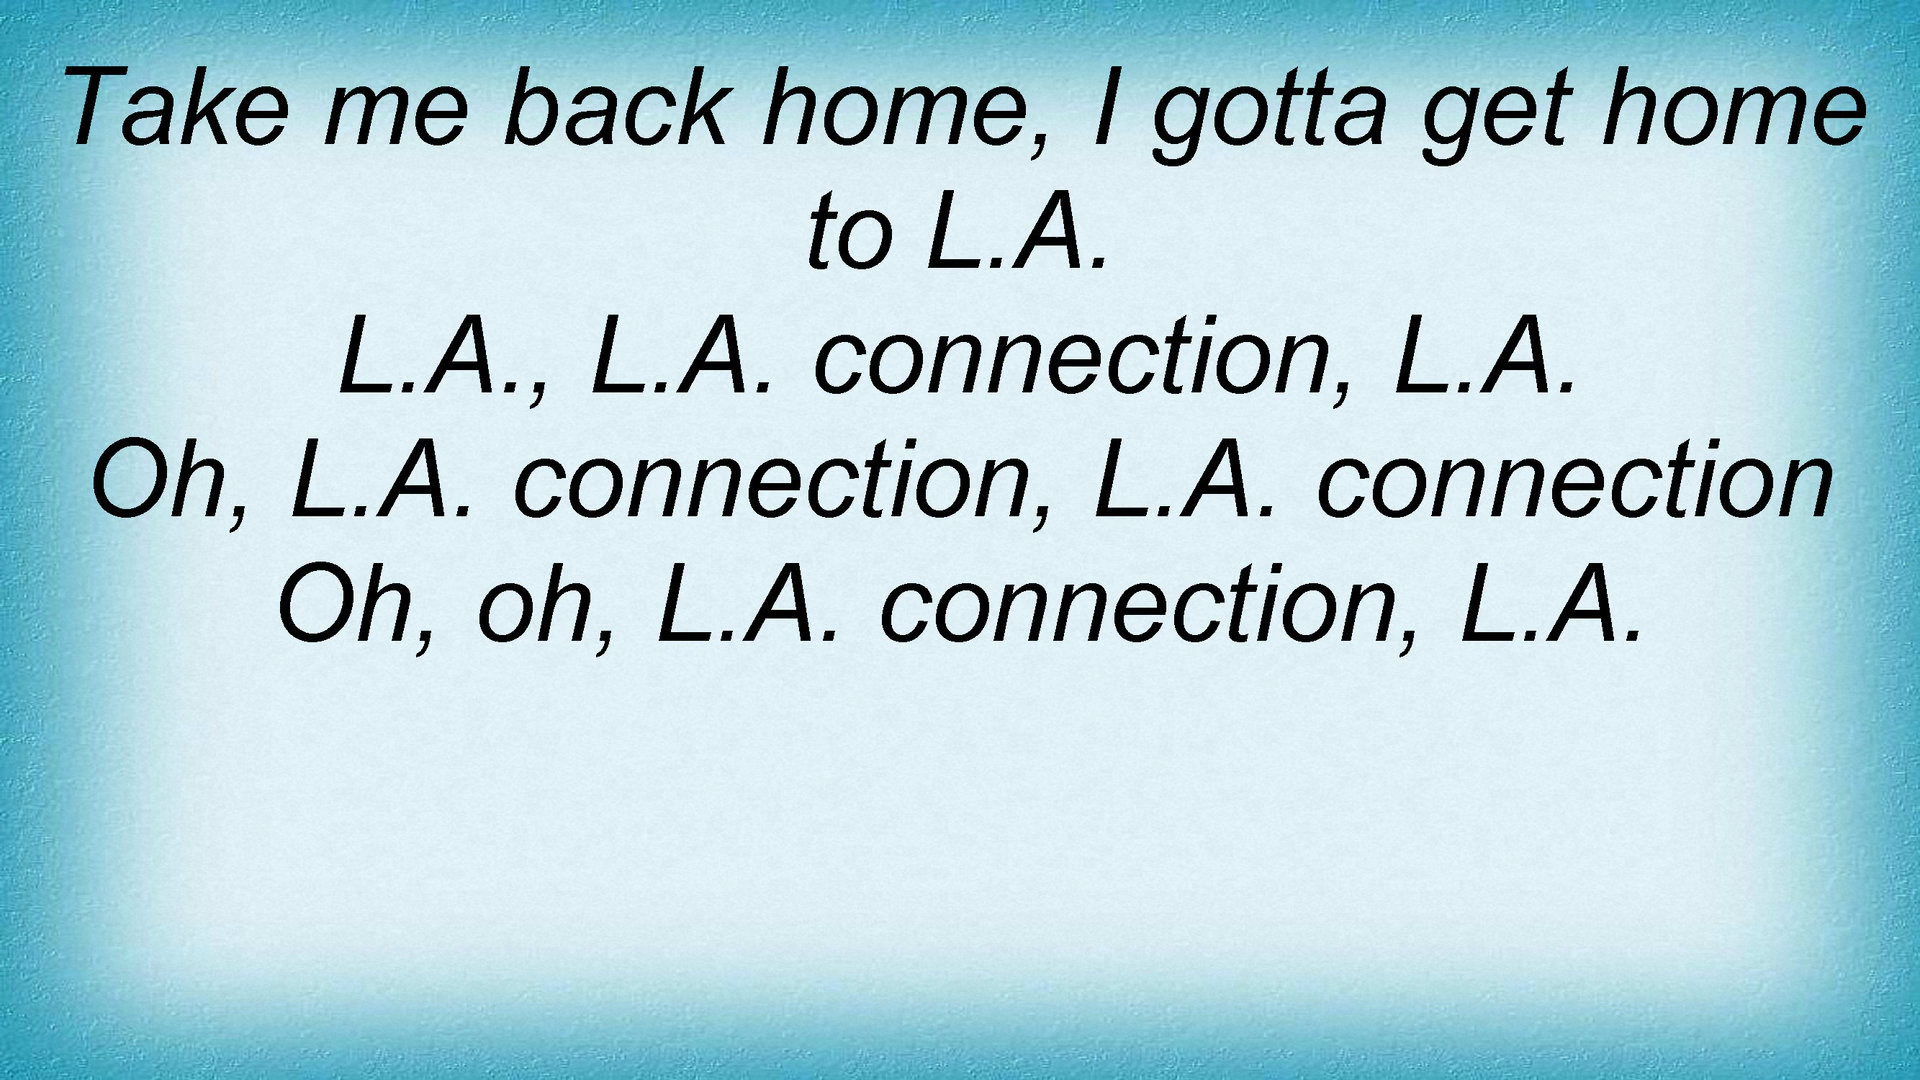 Take me back home, I gotta get home
to L.A.
L.A., L.A. connection, L.A.
Oh, L.A. connection, L.A. connection
Oh, oh, L.A. connection, L.A.